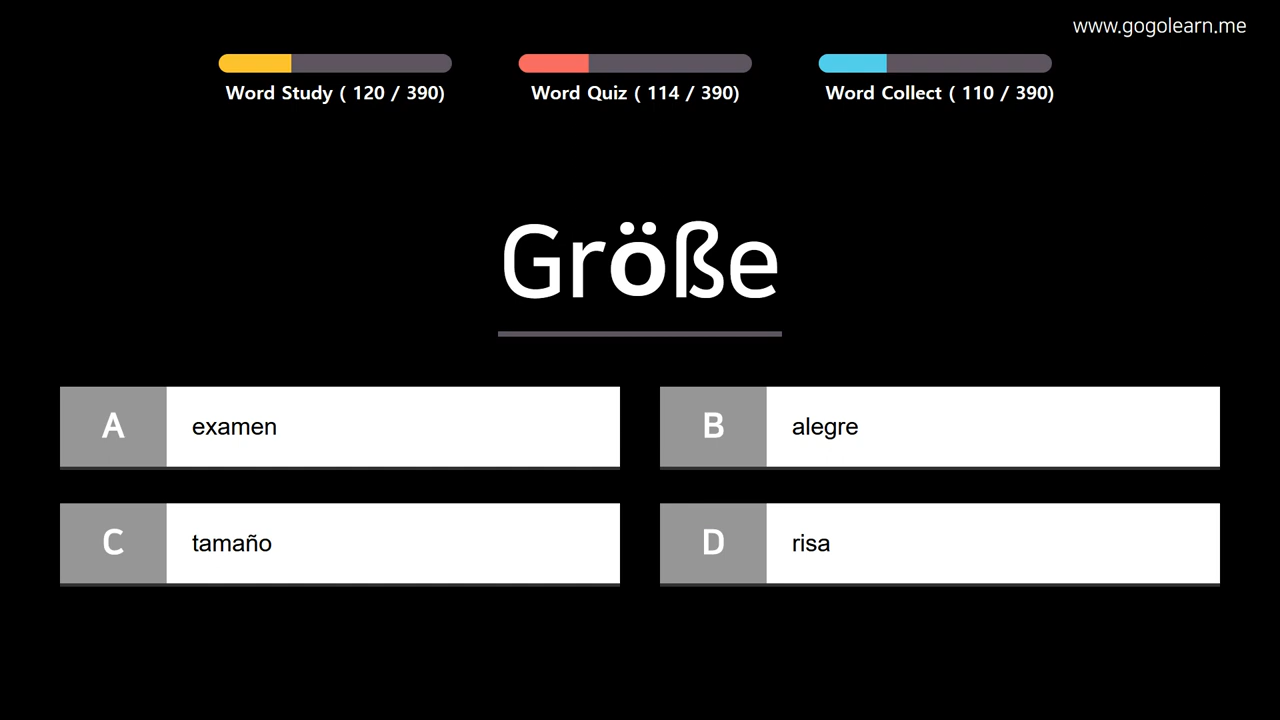 www.gogolearn.me
Word Study ( 120 / 390)
Word Quiz ( 114 / 390)
Word Collect ( 110 / 390)
Größe
A examen
B alegre
C tamaño
D risa